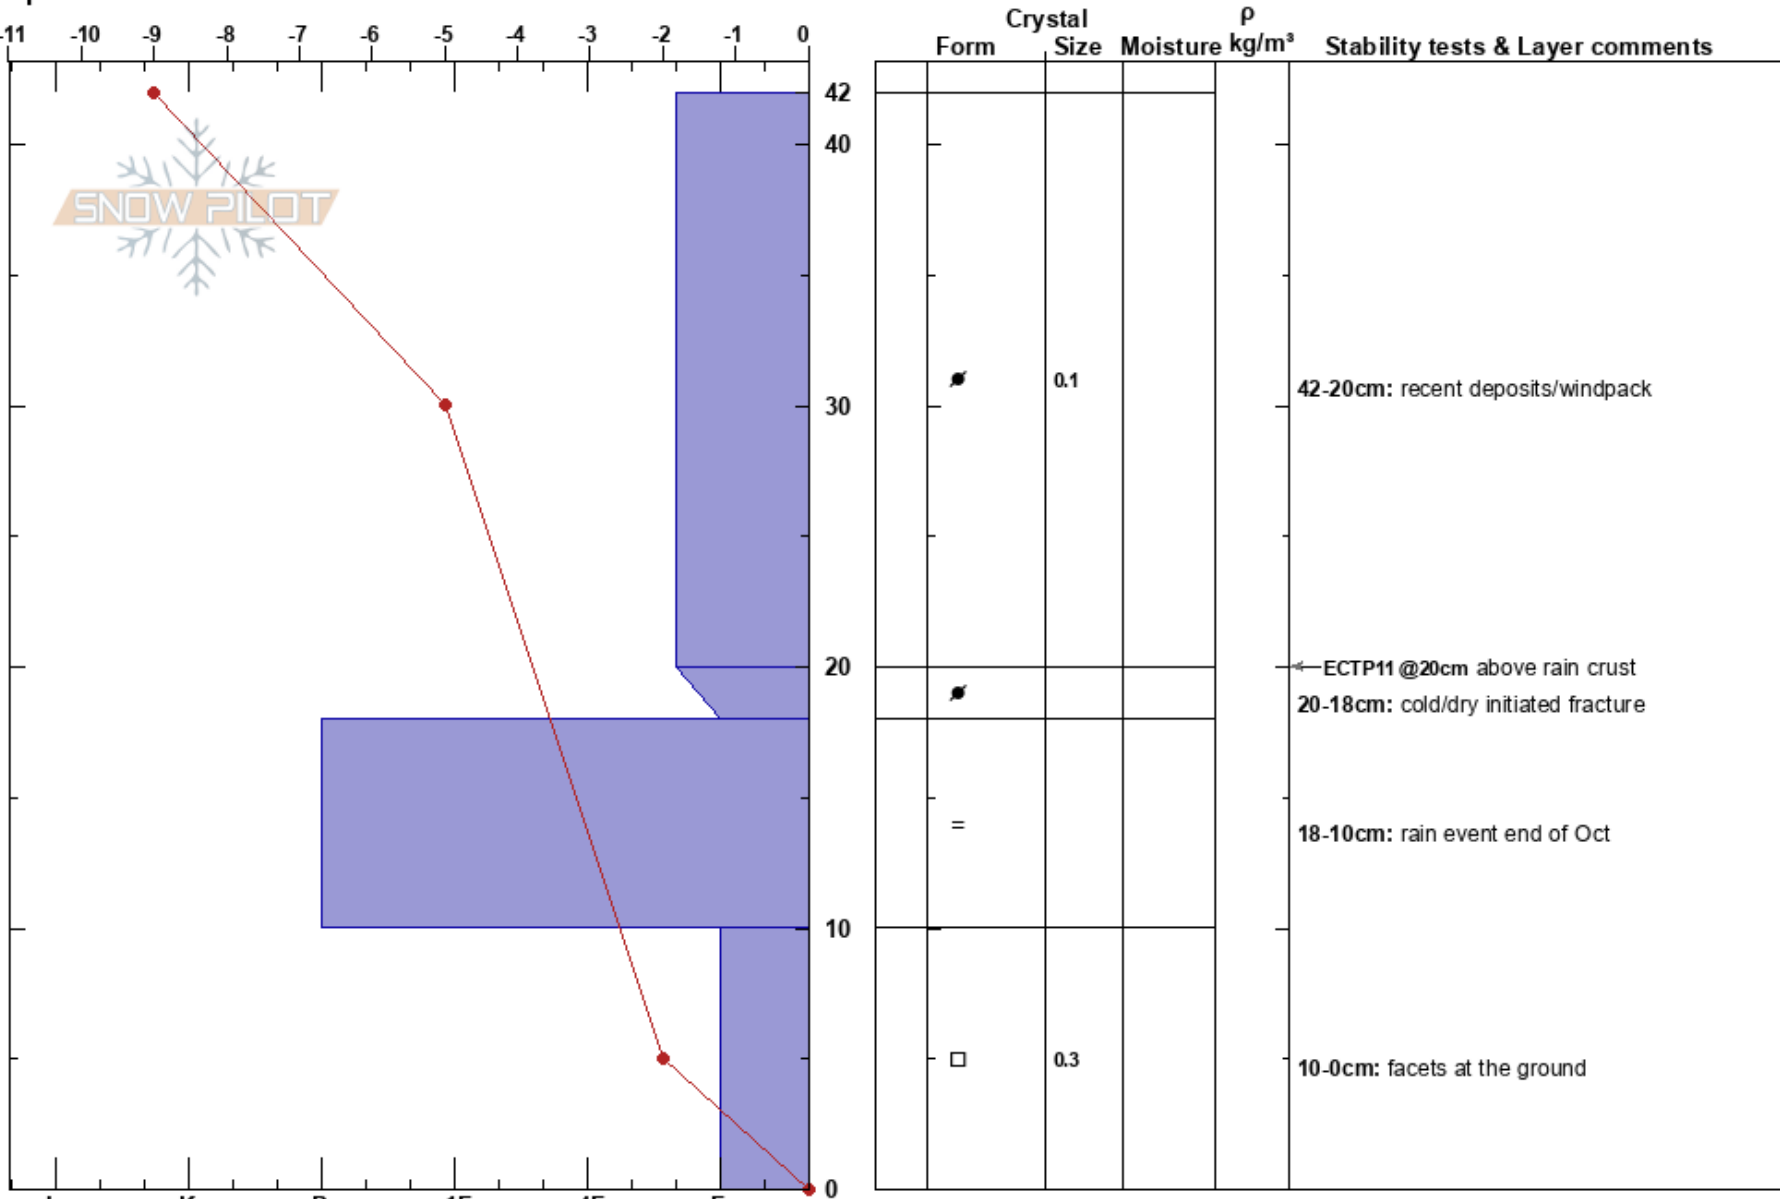 Crystal ρ
-11 -10 -9 -8 -7 -6 -5 -4 -3 -2 -1 0
Form Size Moisture kg/m³ Stability tests & Layer comments
42
40
SNOW PILOT
0.1
42-20cm: recent deposits/windpack
30
20
ECTP11 @20cm above rain crust
20-18cm: cold/dry initiated fracture
=
18-10cm: rain event end of Oct
10
0.3
10-0cm: facets at the ground
0